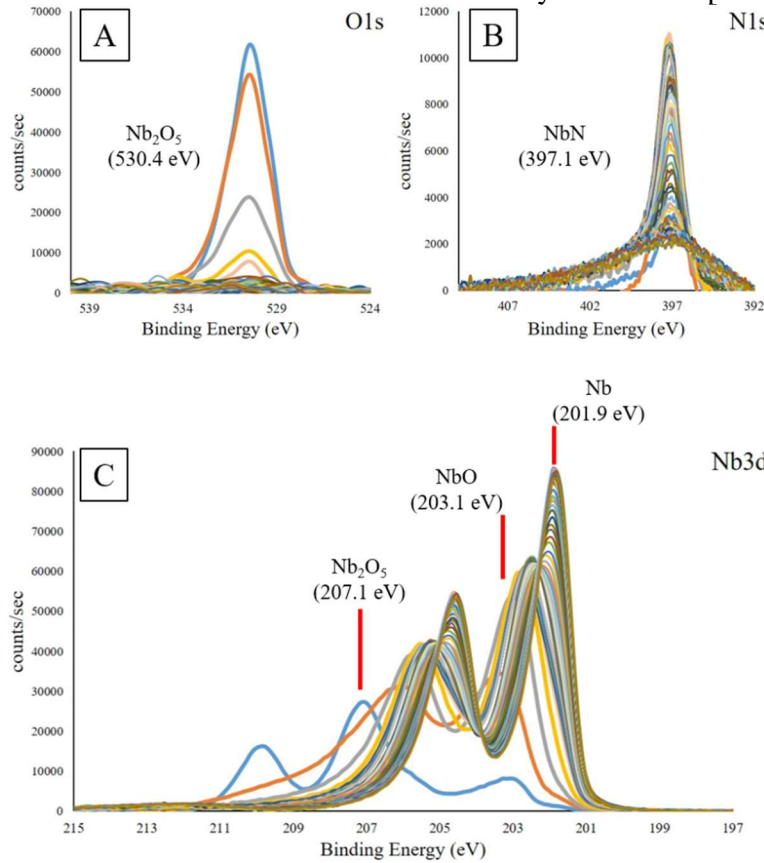 A
O1s
Nb₂O₅
(530.4 eV)
counts/sec
70000
60000
50000
40000
30000
20000
10000
0
539
534
529
524
Binding Energy (eV)
B
N1s
NbN
(397.1 eV)
counts/sec
12000
10000
8000
6000
4000
2000
0
407
402
397
392
Binding Energy (eV)
C
Nb3d
Nb
(201.9 eV)
NbO
(203.1 eV)
Nb₂O₅
(207.1 eV)
counts/sec
90000
80000
70000
60000
50000
40000
30000
20000
10000
0
215
213
211
209
207
205
203
201
199
197
Binding Energy (eV)